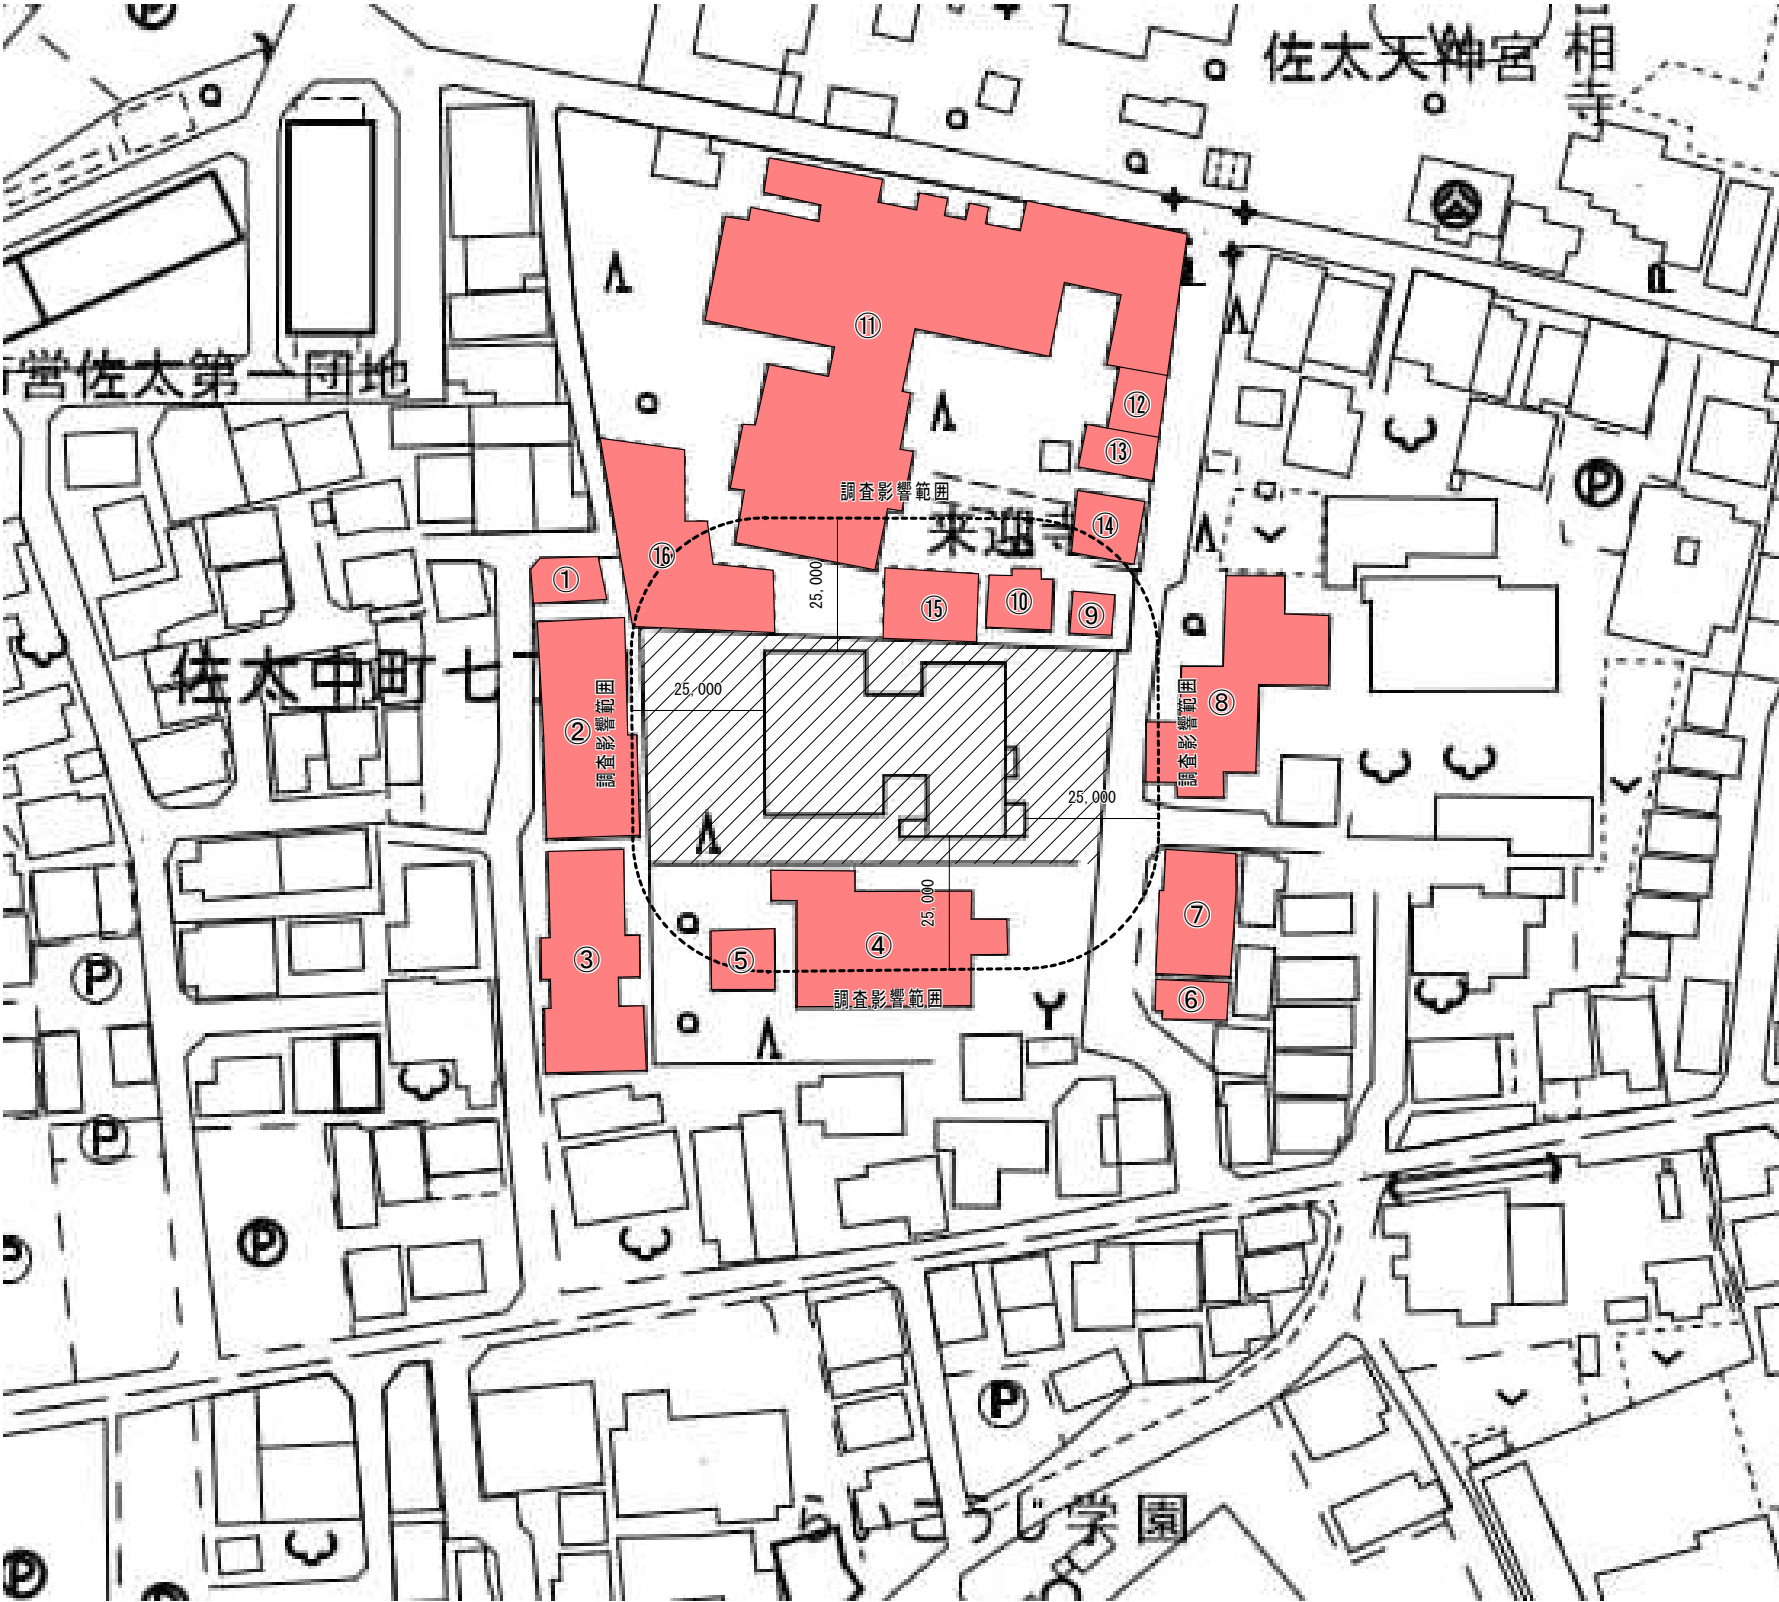 佐太天神宮
相寺
営佐太第一団地
⑪
⑫
⑬
調査影響範囲
来迎寺
⑭
⑯
①
25,000
⑮
⑩
⑨
佐太中町七丁
25,000
②
調査影響範囲
調査影響範囲
⑧
25,000
25,000
③
⑤
④
⑦
調査影響範囲
⑥
P
P
P
P
P
P
らいこうじ学園
P